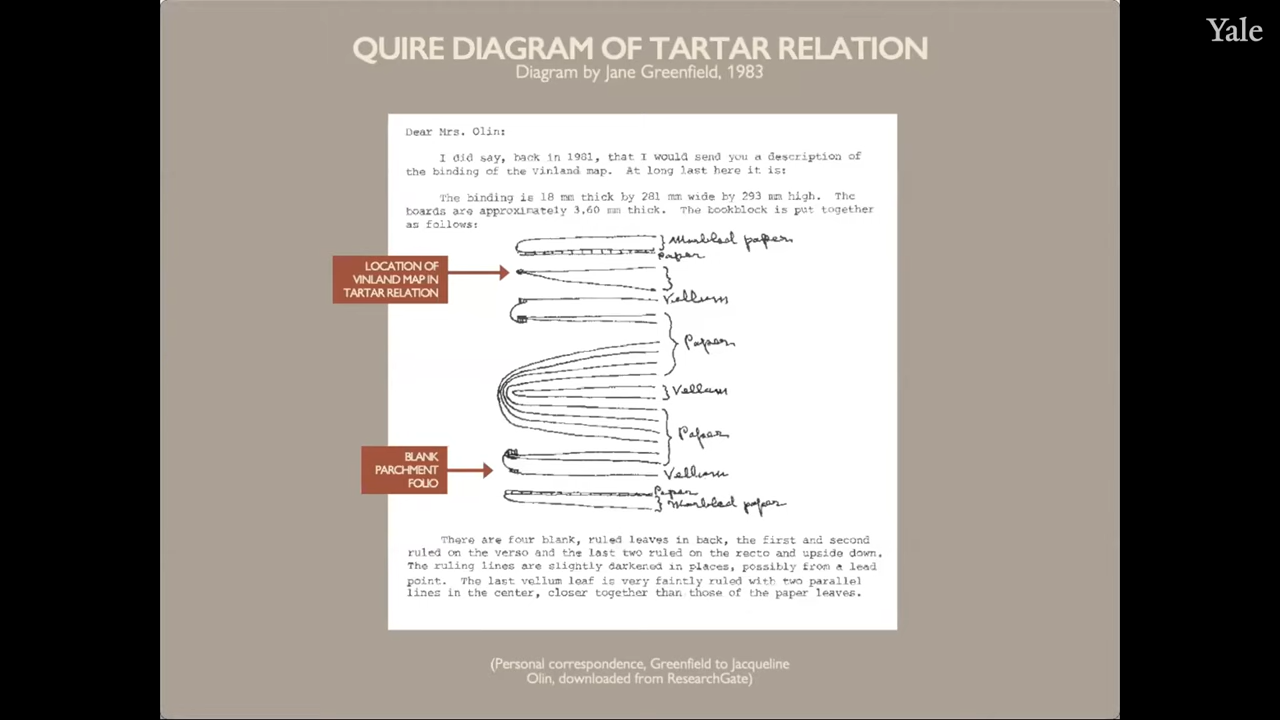 Yale
QUIRE DIAGRAM OF TARTAR RELATION
Diagram by Jane Greenfield, 1983
Dear Mrs. Olin:
I did say, back in 1981, that I would send you a description of
the binding of the Vinland map. At long last here it is:
The binding is 18 mm thick by 281 mm wide by 293 mm high. The
boards are approximately 3.60 mm thick. The bookblock is put together
as follows:
Marbled paper
Paper
LOCATION OF
VINLAND MAP IN
TARTAR RELATION
Vellum
Paper
Vellum
Paper
BLANK
PARCHMENT
FOLIO
Vellum
Paper
Marbled paper
There are four blank, ruled leaves in back, the first and second
ruled on the verso and the last two ruled on the recto and upside down.
The ruling lines are slightly darkened in places, possibly from a lead
point. The last vellum leaf is very faintly ruled with two parallel
lines in the center, closer together than those of the paper leaves.
(Personal correspondence, Greenfield to Jacqueline
Olin, downloaded from ResearchGate)